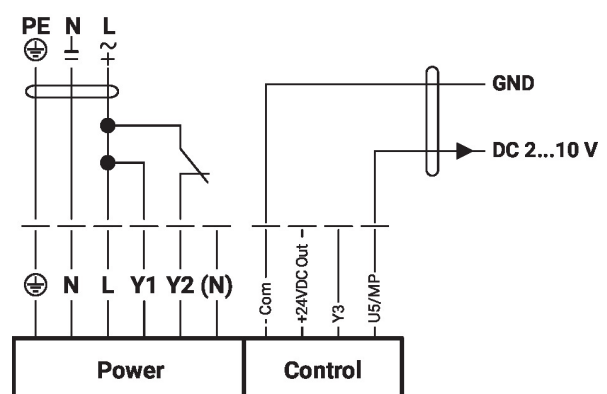 PE N L
GND
DC 2...10 V
N L Y1 Y2 (N)
- Com
+24VDC Out -
Y3
U5/MP
Power
Control